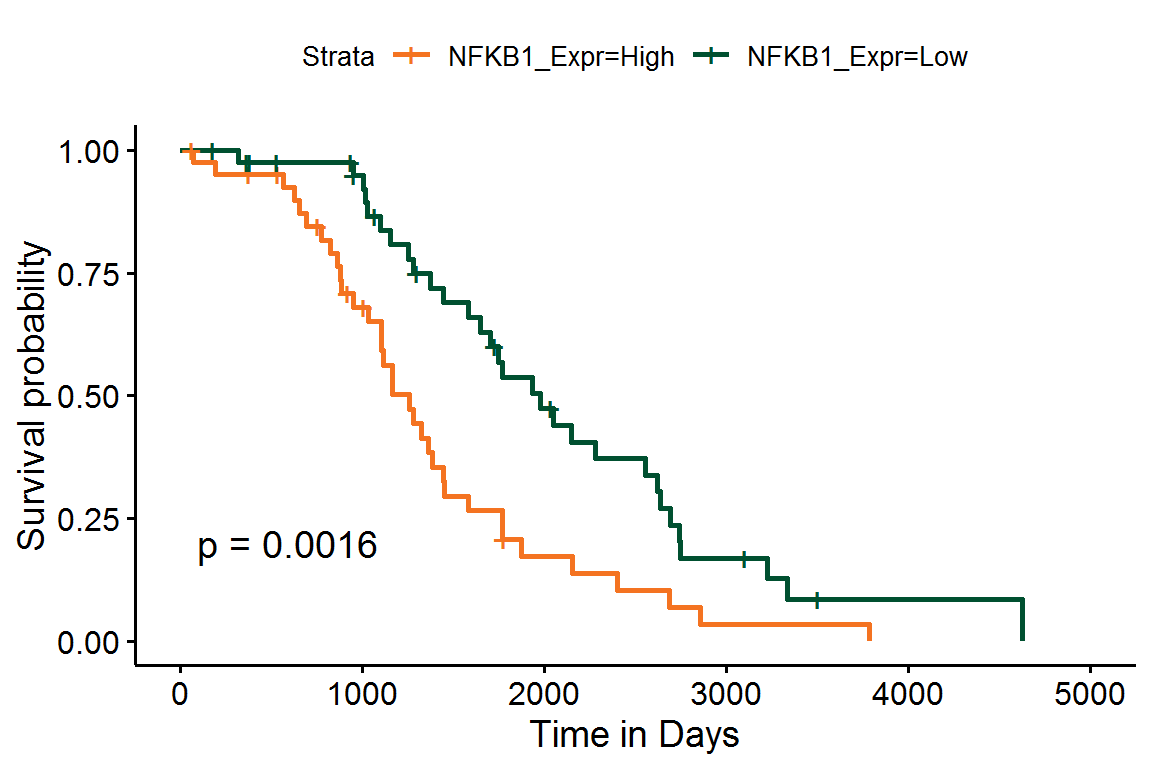 Strata NFKB1_Expr=High NFKB1_Expr=Low
Survival probability
1.00
0.75
0.50
0.25
0.00
p = 0.0016
0 1000 2000 3000 4000 5000
Time in Days